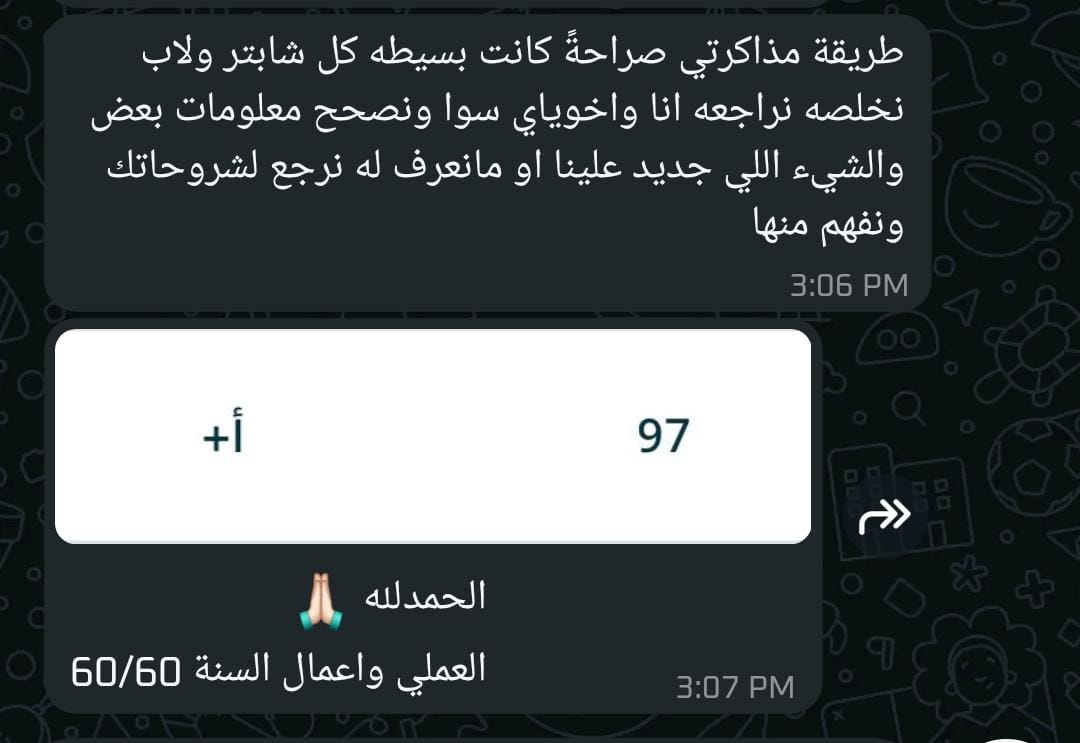 طريقة مذاكرتي صراحةً كانت بسيطه كل شابتر ولاب
نخلصه نراجعه انا واخوياي سوا ونصحح معلومات بعض
والشيء اللي جديد علينا او مانعرف له نرجع لشروحاتك
ونفهم منها
3:06 PM
97 أ+
الحمدلله 🙏🏻
العملي واعمال السنة 60/60
3:07 PM